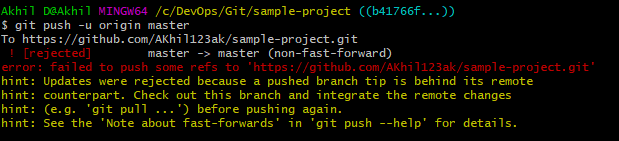 Akhil D@Akhil MINGW64 /c/DevOps/Git/sample-project ((b41766f...))
$ git push -u origin master
To https://github.com/AKhil123ak/sample-project.git
 ! [rejected]        master -> master (non-fast-forward)
error: failed to push some refs to 'https://github.com/AKhil123ak/sample-project.git'
hint: Updates were rejected because a pushed branch tip is behind its remote
hint: counterpart. Check out this branch and integrate the remote changes
hint: (e.g. 'git pull ...') before pushing again.
hint: See the 'Note about fast-forwards' in 'git push --help' for details.